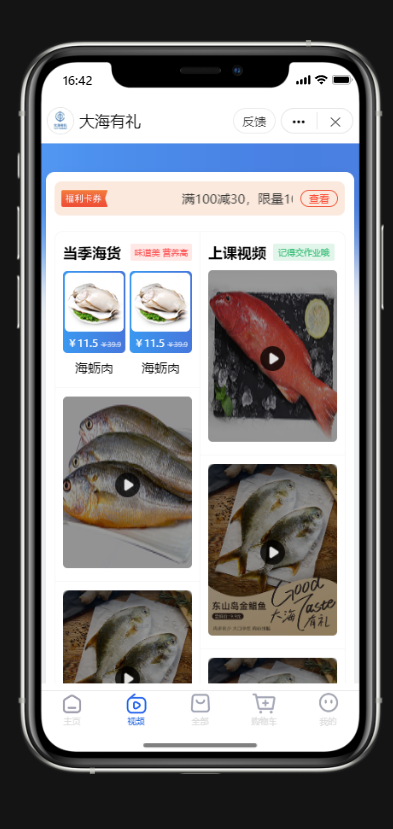 16:42
大海有礼
反馈
福利卡券
满100减30，限量1
查看
当季海货
味道美 营养高
¥11.5 ¥39.9
¥11.5 ¥39.9
海蛎肉
海蛎肉
上课视频
记得交作业哦
东山岛金鲳鱼
Good
Taste
大海
有礼
主页
视频
全部
购物车
我的